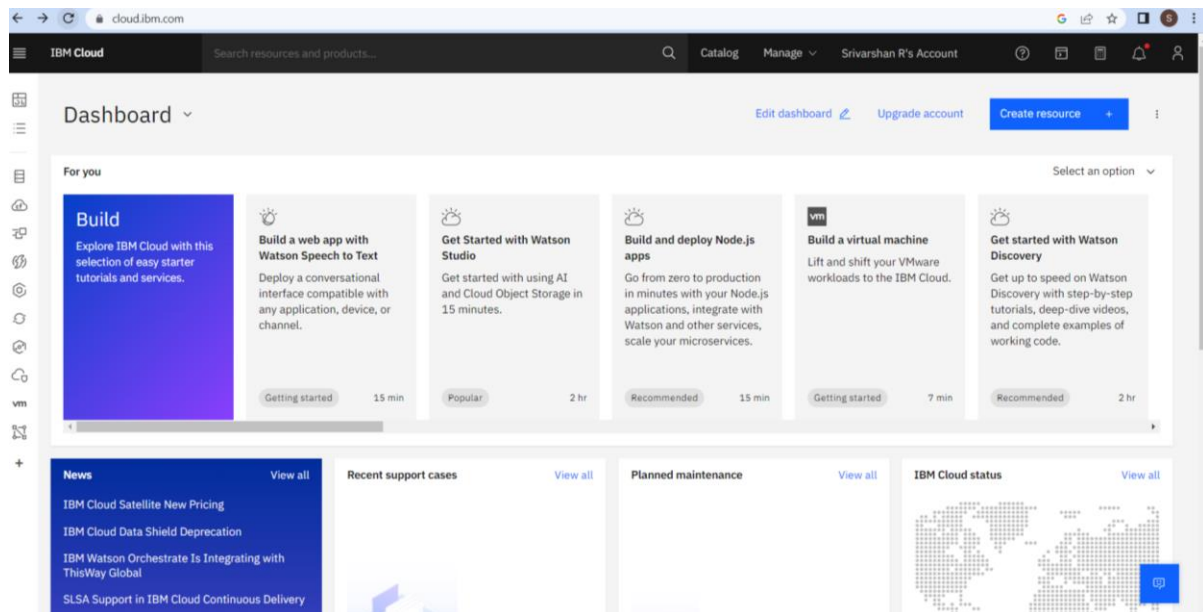 cloud.ibm.com
S
IBM Cloud
Search resources and products...
Catalog
Manage
Srivarshan R's Account
Dashboard
Edit dashboard
Upgrade account
Create resource +
For you
Select an option
Build
Explore IBM Cloud with this
selection of easy starter
tutorials and services.
Build a web app with
Watson Speech to Text
Deploy a conversational
interface compatible with
any application, device, or
channel.
Getting started 15 min
Get Started with Watson
Studio
Get started with using AI
and Cloud Object Storage in
15 minutes.
Popular 2 hr
Build and deploy Node.js
apps
Go from zero to production
in minutes with your Node.js
applications, integrate with
Watson and other services,
scale your microservices.
Recommended 15 min
vm
Build a virtual machine
Lift and shift your VMware
workloads to the IBM Cloud.
Getting started 7 min
Get started with Watson
Discovery
Get up to speed on Watson
Discovery with step-by-step
tutorials, deep-dive videos,
and complete examples of
working code.
Recommended 2 hr
vm
News View all
IBM Cloud Satellite New Pricing
IBM Cloud Data Shield Deprecation
IBM Watson Orchestrate Is Integrating with
ThisWay Global
SLSA Support in IBM Cloud Continuous Delivery
Recent support cases View all
Planned maintenance View all
IBM Cloud status View all